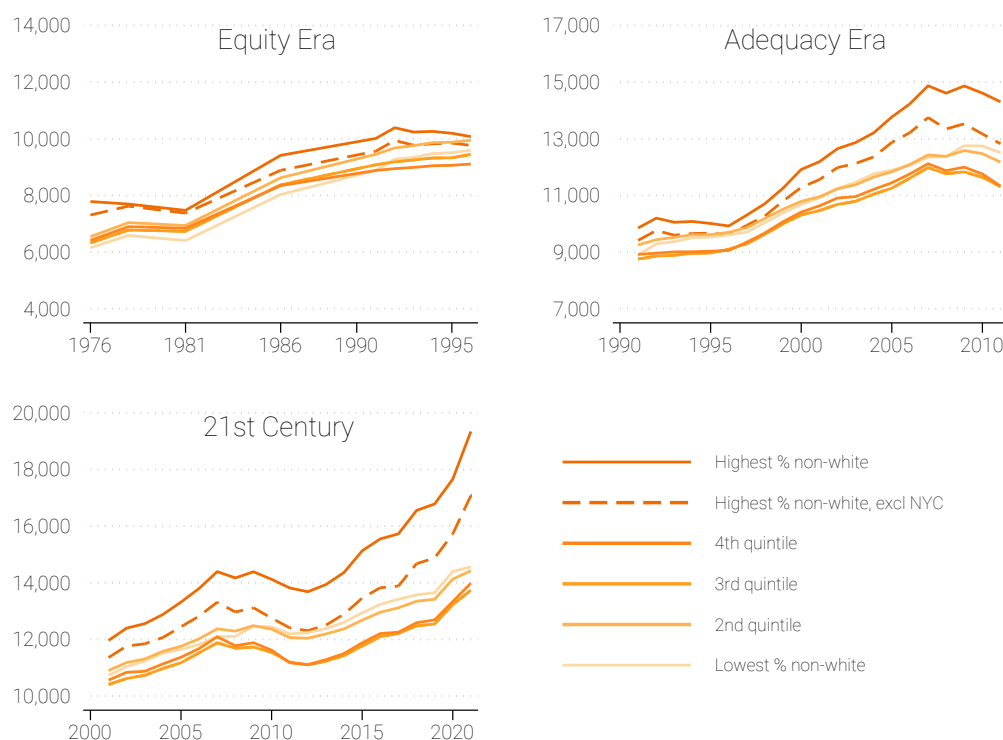 Equity Era
14,000
12,000
10,000
8,000
6,000
4,000
1976 1981 1986 1990 1995
Adequacy Era
17,000
15,000
13,000
11,000
9,000
7,000
1990 1995 2000 2005 2010
21st Century
20,000
18,000
16,000
14,000
12,000
10,000
2000 2005 2010 2015 2020
Highest % non-white
Highest % non-white, excl NYC
4th quintile
3rd quintile
2nd quintile
Lowest % non-white